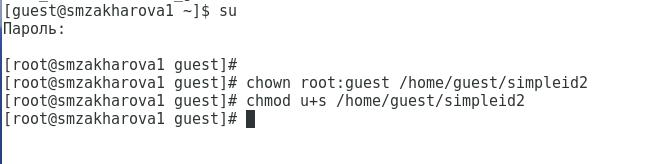 [guest@smzakharova1 ~]$ su
Пароль:
[root@smzakharova1 guest]#
[root@smzakharova1 guest]# chown root:guest /home/guest/simpleid2
[root@smzakharova1 guest]# chmod u+s /home/guest/simpleid2
[root@smzakharova1 guest]#